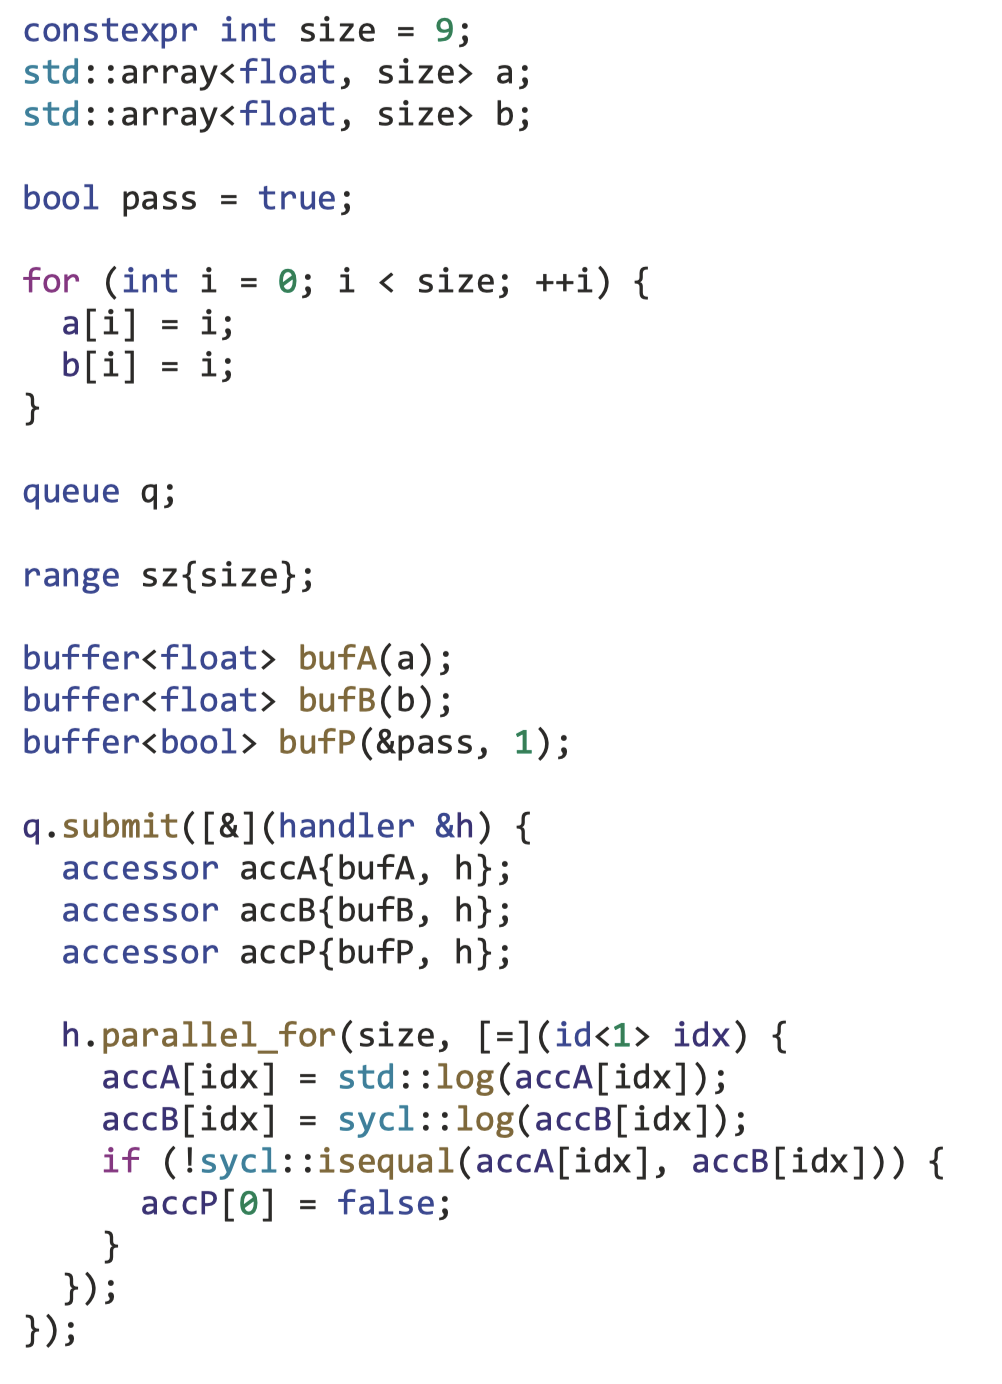 constexpr int size = 9;
std::array<float, size> a;
std::array<float, size> b;

bool pass = true;

for (int i = 0; i < size; ++i) {
  a[i] = i;
  b[i] = i;
}

queue q;

range sz{size};

buffer<float> bufA(a);
buffer<float> bufB(b);
buffer<bool> bufP(&pass, 1);

q.submit([&](handler &h) {
  accessor accA{bufA, h};
  accessor accB{bufB, h};
  accessor accP{bufP, h};

  h.parallel_for(size, [=](id<1> idx) {
    accA[idx] = std::log(accA[idx]);
    accB[idx] = sycl::log(accB[idx]);
    if (!sycl::isequal(accA[idx], accB[idx])) {
      accP[0] = false;
    }
  });
});